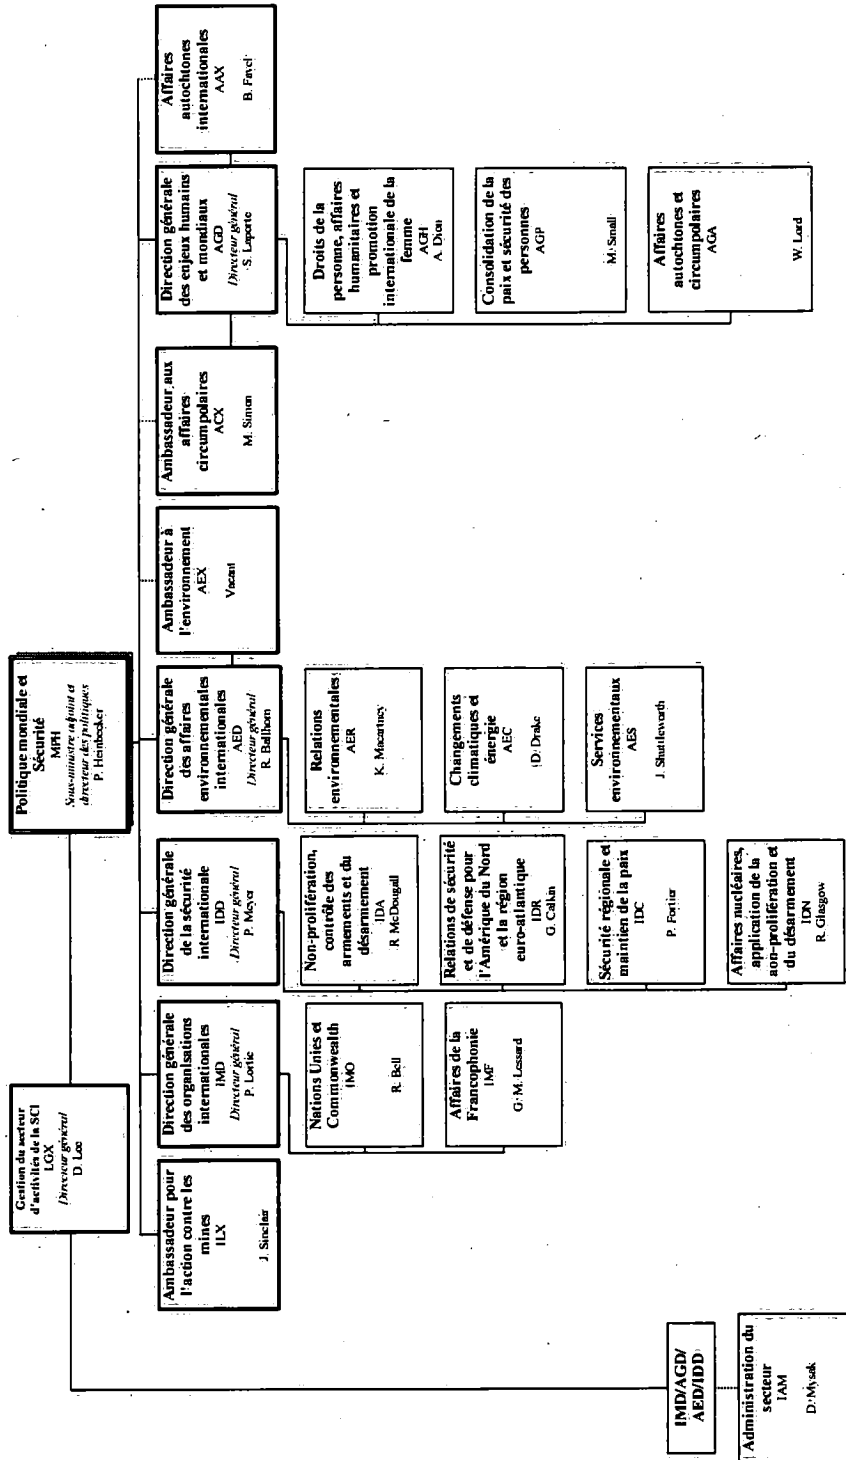 Politique mondiale et
Sécurité
MPH
Sous-ministre adjoint et
directeur des politiques
P. Heinbecker
Gestion du secteur
d'activités de la SCI
LGX
Directeur général
D. Lee
Ambassadeur pour
l'action contre les
mines
ILX
J. Sinclair
Direction générale
des organisations
internationales
IMD
Directeur général
P. Lortie
Direction générale
de la sécurité
internationale
IDD
Directeur général
P. Meyer
Direction générale
des affaires
environnementales
internationales
AED
Directeur général
R. Ballhorn
Ambassadeur à
l'environnement
AEX
Vacant
Ambassadeur aux
affaires
circumpolaires
ACX
M. Simon
Direction générale
des enjeux humains
et mondiaux
AGD
Directeur général
S. Laporte
Affaires
autochtones
internationales
AAX
B. Favel
Nations Unies et
Commonwealth
IMO
R. Bell
Affaires de la
Francophonie
IMF
G. M. Lessard
Non-prolifération,
contrôle des
armements et du
désarmement
IDA
R McDougall
Relations de sécurité
et de défense pour
l'Amérique du Nord
et la région
euro-atlantique
IDR
G. Calkin
Sécurité régionale et
maintien de la paix
IDC
P. Fortier
Affaires nucléaires,
application de la
non-prolifération et
du désarmement
IDN
R. Glasgow
Relations
environnementales
AER
K. Macartney
Changements
climatiques et
énergie
AEC
D. Drake
Services
environnementaux
AES
J. Shuttleworth
Droits de la
personne, affaires
humanitaires et
promotion
internationale de la
femme
AGH
A.
Consolidation de la
paix et sécurité des
personnes
AGP
M. Small
Affaires
autochtones et
circumpolaires
AGA
W. Lord
IMD/AGD/
AED/IDD
Administration du
secteur
IAM
D. Mysak